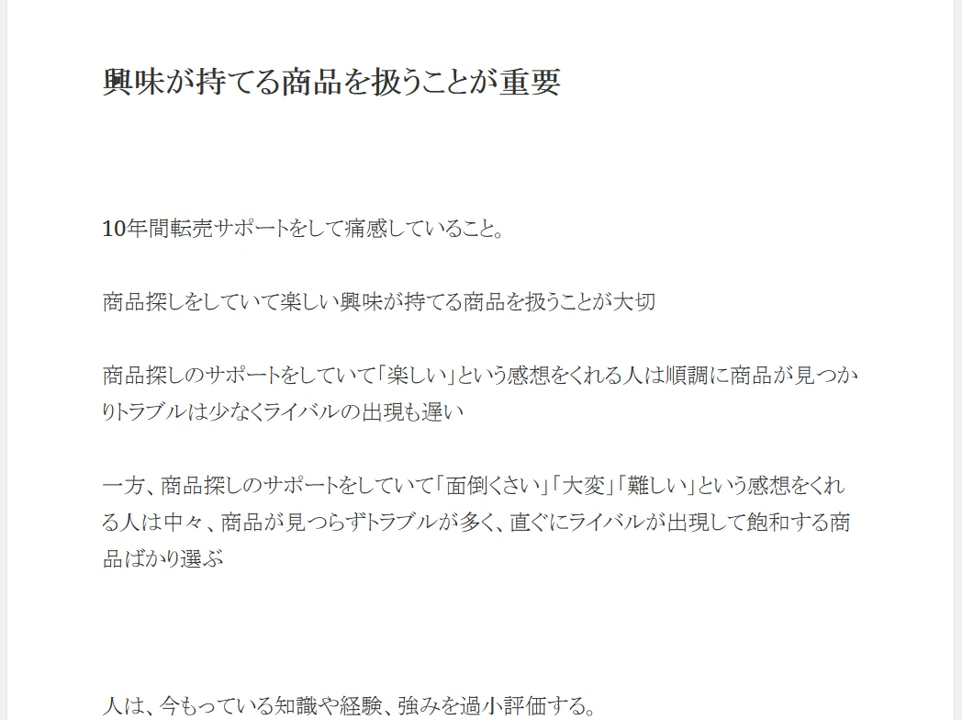 興味が持てる商品を扱うことが重要
10年間転売サポートをして痛感していること。
商品探しをしていて楽しい興味が持てる商品を扱うことが大切
商品探しのサポートをしていて「楽しい」という感想をくれる人は順調に商品が見つか
りトラブルは少なくライバルの出現も遅い
一方、商品探しのサポートをしていて「面倒くさい」「大変」「難しい」という感想をくれ
る人は中々、商品が見つらずトラブルが多く、直ぐにライバルが出現して飽和する商
品ばかり選ぶ
人は、今もっている知識や経験、強みを過小評価する。